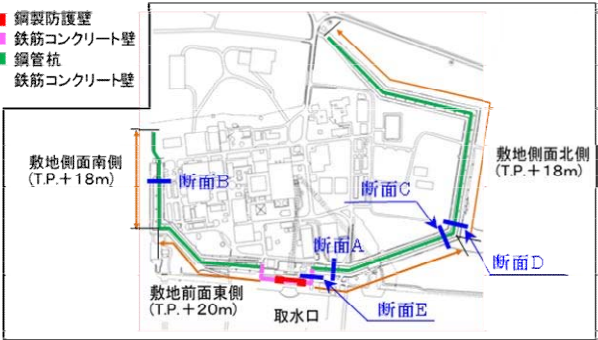 鋼製防護壁
鉄筋コンクリート壁
鋼管杭
鉄筋コンクリート壁
敷地側面南側
(T.P.+18m)
断面B
断面C
敷地側面北側
(T.P.+18m)
断面A
断面D
敷地前面東側
(T.P.+20m)
取水口
断面E